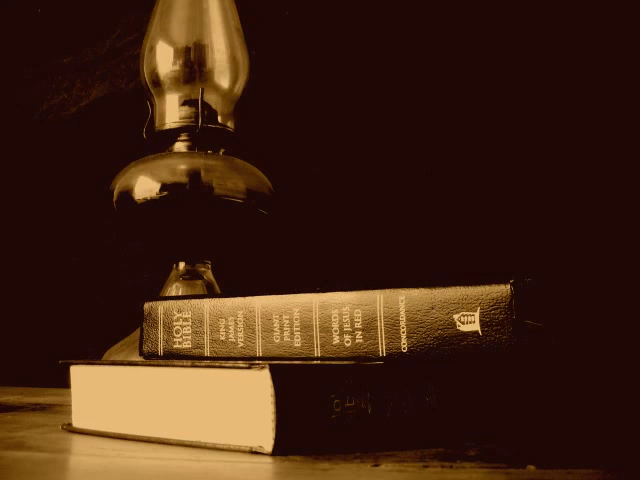 HOLY
BIBLE
KING
JAMES
VERSION
GIANT
PRINT
EDITION
WORDS
OF JESUS
IN RED
CONCORDANCE